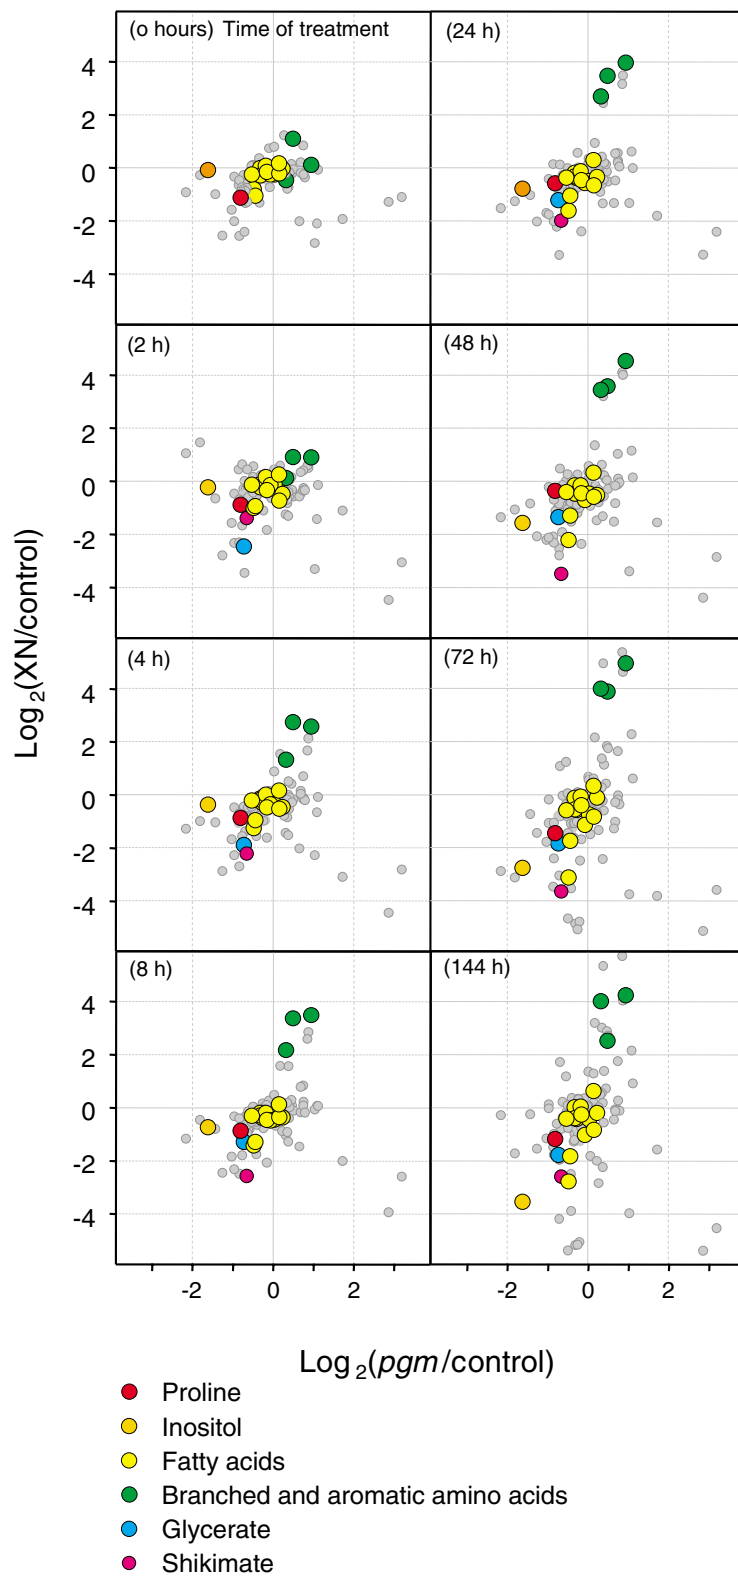 (o hours) Time of treatment
(24 h)
4
2
0
-2
-4
(2 h)
(48 h)
4
2
0
-2
-4
(4 h)
(72 h)
4
2
0
-2
-4
(8 h)
(144 h)
4
2
0
-2
-4
Log2(XN/control)
-2 0 2 -2 0 2
Log2(pgm/control)
Proline
Inositol
Fatty acids
Branched and aromatic amino acids
Glycerate
Shikimate